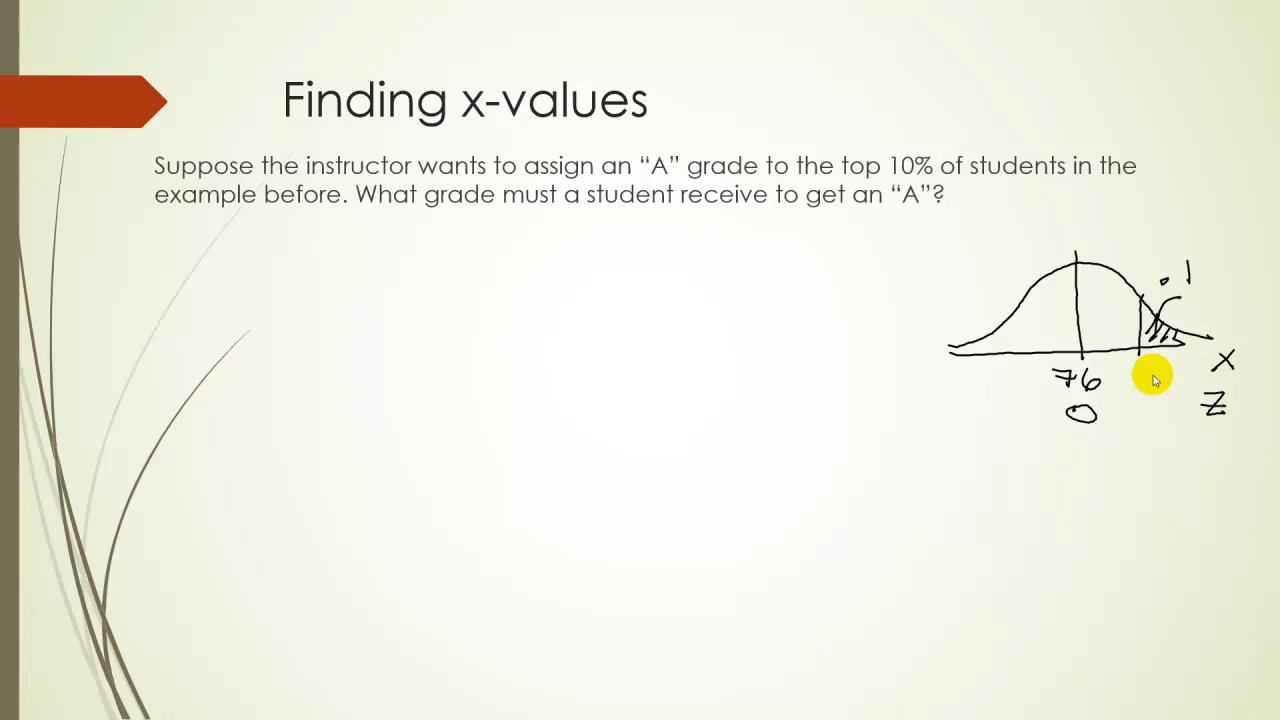 Finding x-values
Suppose the instructor wants to assign an “A” grade to the top 10% of students in the
example before. What grade must a student receive to get an “A”?
.1
76 X
0 Z